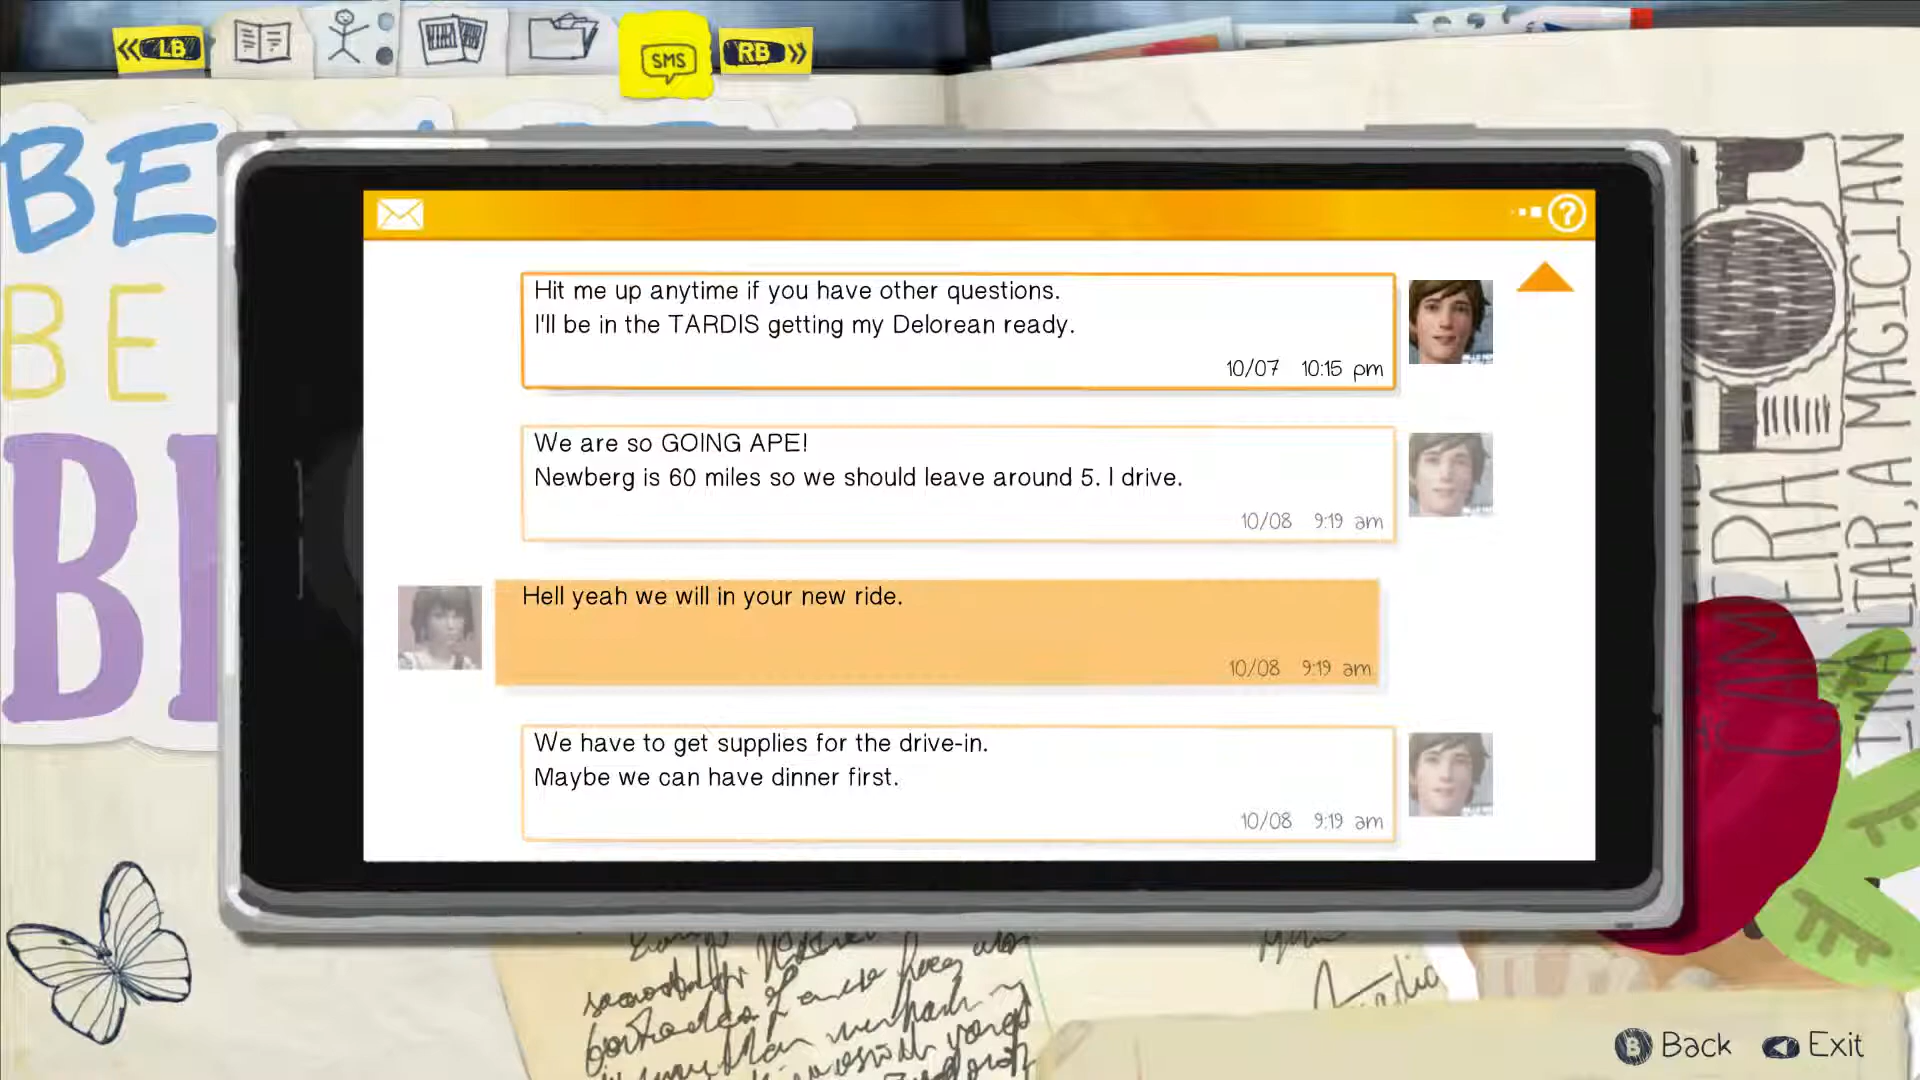 LB
SMS
RB
BE
BE
Hit me up anytime if you have other questions.
I'll be in the TARDIS getting my Delorean ready.
10/07 10:15 pm
We are so GOING APE!
Newberg is 60 miles so we should leave around 5. I drive.
10/08 9:19 am
Hell yeah we will in your new ride.
10/08 9:19 am
We have to get supplies for the drive-in.
Maybe we can have dinner first.
10/08 9:19 am
CAMERA
I'M A LIAR, A MAGICIAN
B Back
Exit